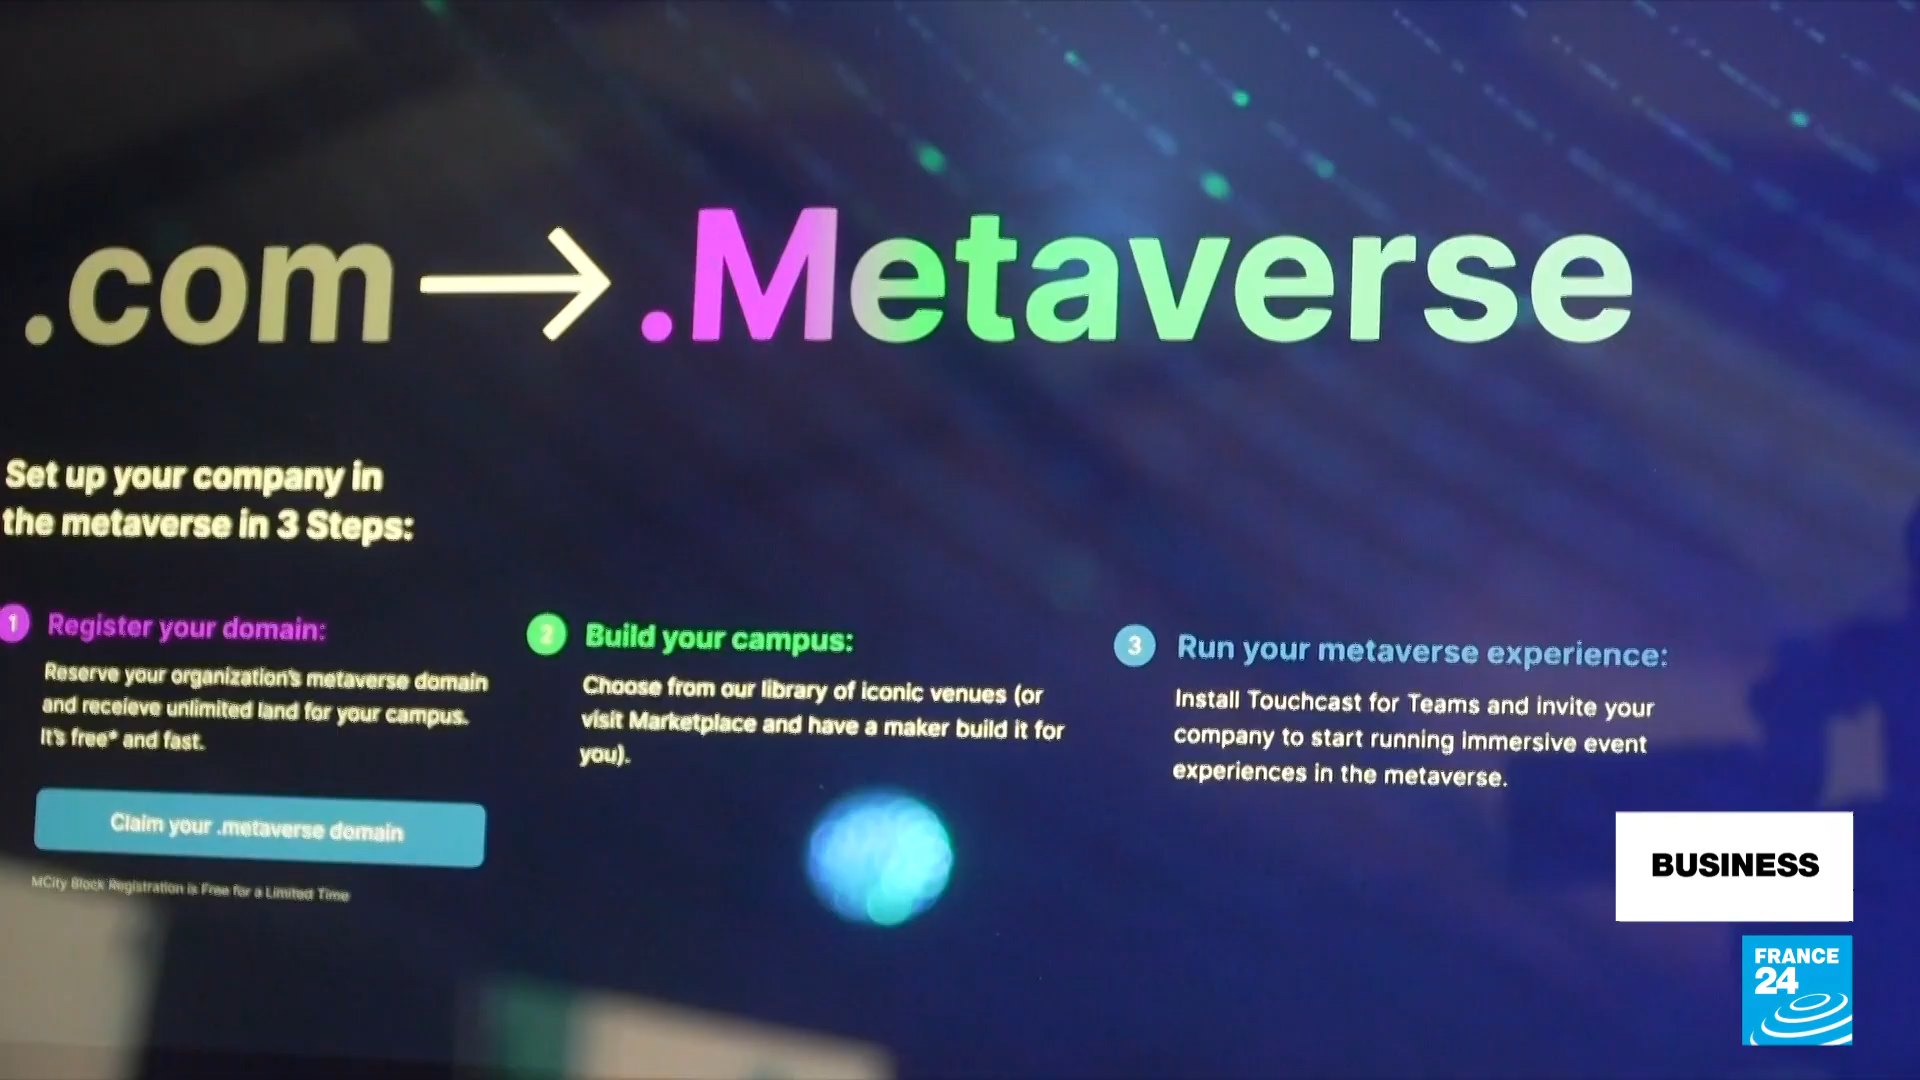 .com → .Metaverse
Set up your company in
the metaverse in 3 Steps:
1 Register your domain:
Reserve your organization's metaverse domain
and receieve unlimited land for your campus.
It's free* and fast.
Claim your .metaverse domain
MCity Block Registration is Free for a Limited Time
2 Build your campus:
Choose from our library of iconic venues (or
visit Marketplace and have a maker build it for
you).
3 Run your metaverse experience:
Install Touchcast for Teams and invite your
company to start running immersive event
experiences in the metaverse.
BUSINESS
FRANCE
24